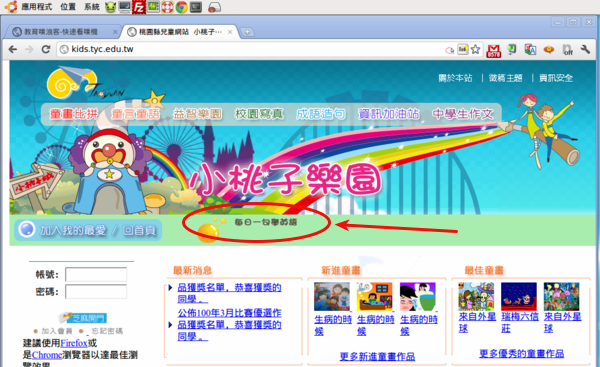 應用程式 位置 系統
教育噗浪客-快速看噗機
桃園縣兒童網站 小桃子…
kids.tyc.edu.tw
關於本站 | 徵稿主題 | 資訊安全
TAoyuan
童畫比拼 童言童語 益智樂園 校園寫真 成語造句 資訊加油站 中學生作文
小桃子樂園
小桃子樂園
每日一句學英語
加入我的最愛 / 回首頁
帳號:
密碼:
芝麻開門
加入會員 忘記密碼
建議使用Firefox或
是Chrome瀏覽器以達最佳瀏
覽效果
最新消息
品獲獎名單，恭喜獲獎的
同學。
公佈100年3月比賽優選作
品獲獎名單，恭喜獲獎的
同學。
新進童畫
生病的時候
生病的時候
生病的時候
更多新進童畫作品
最佳童畫
來自外星球
瑞梅六信莊
來自外星球
更多優秀的童畫作品